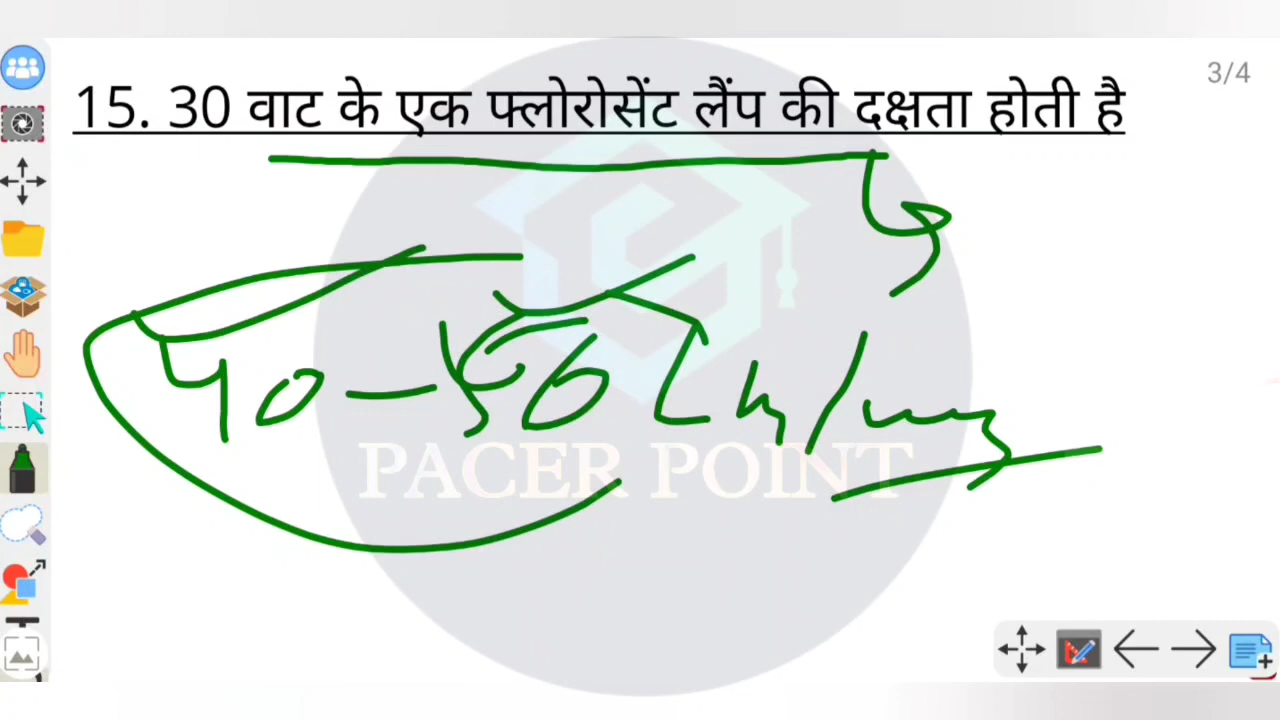 3/4
15. 30 वाट के एक फ्लोरोसेंट लैंप की दक्षता होती है
40-50 Lm/
PACER POINT